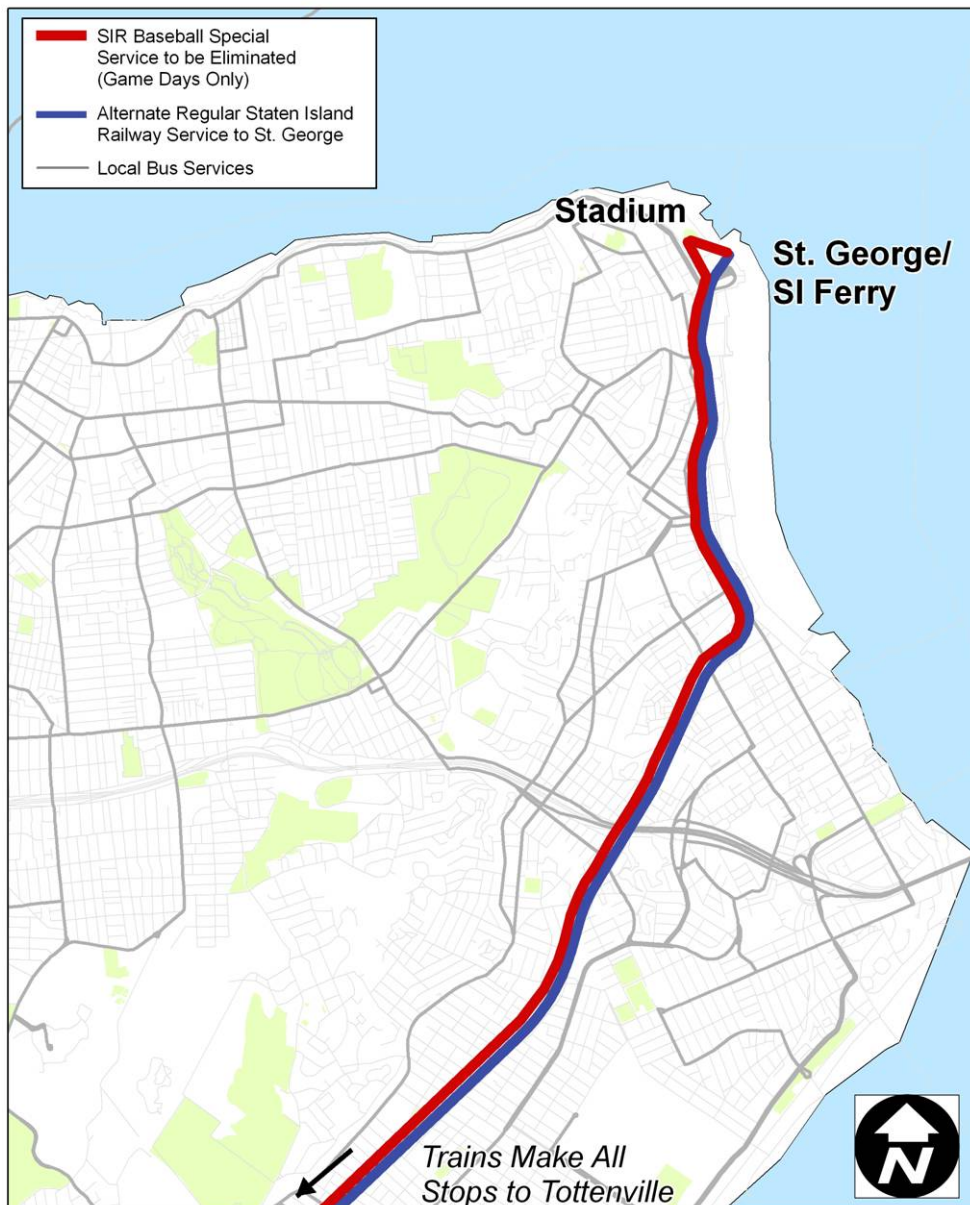 SIR Baseball Special
Service to be Eliminated
(Game Days Only)
Alternate Regular Staten Island
Railway Service to St. George
Local Bus Services
Stadium
St. George/
SI Ferry
Trains Make All
Stops to Tottenville
N